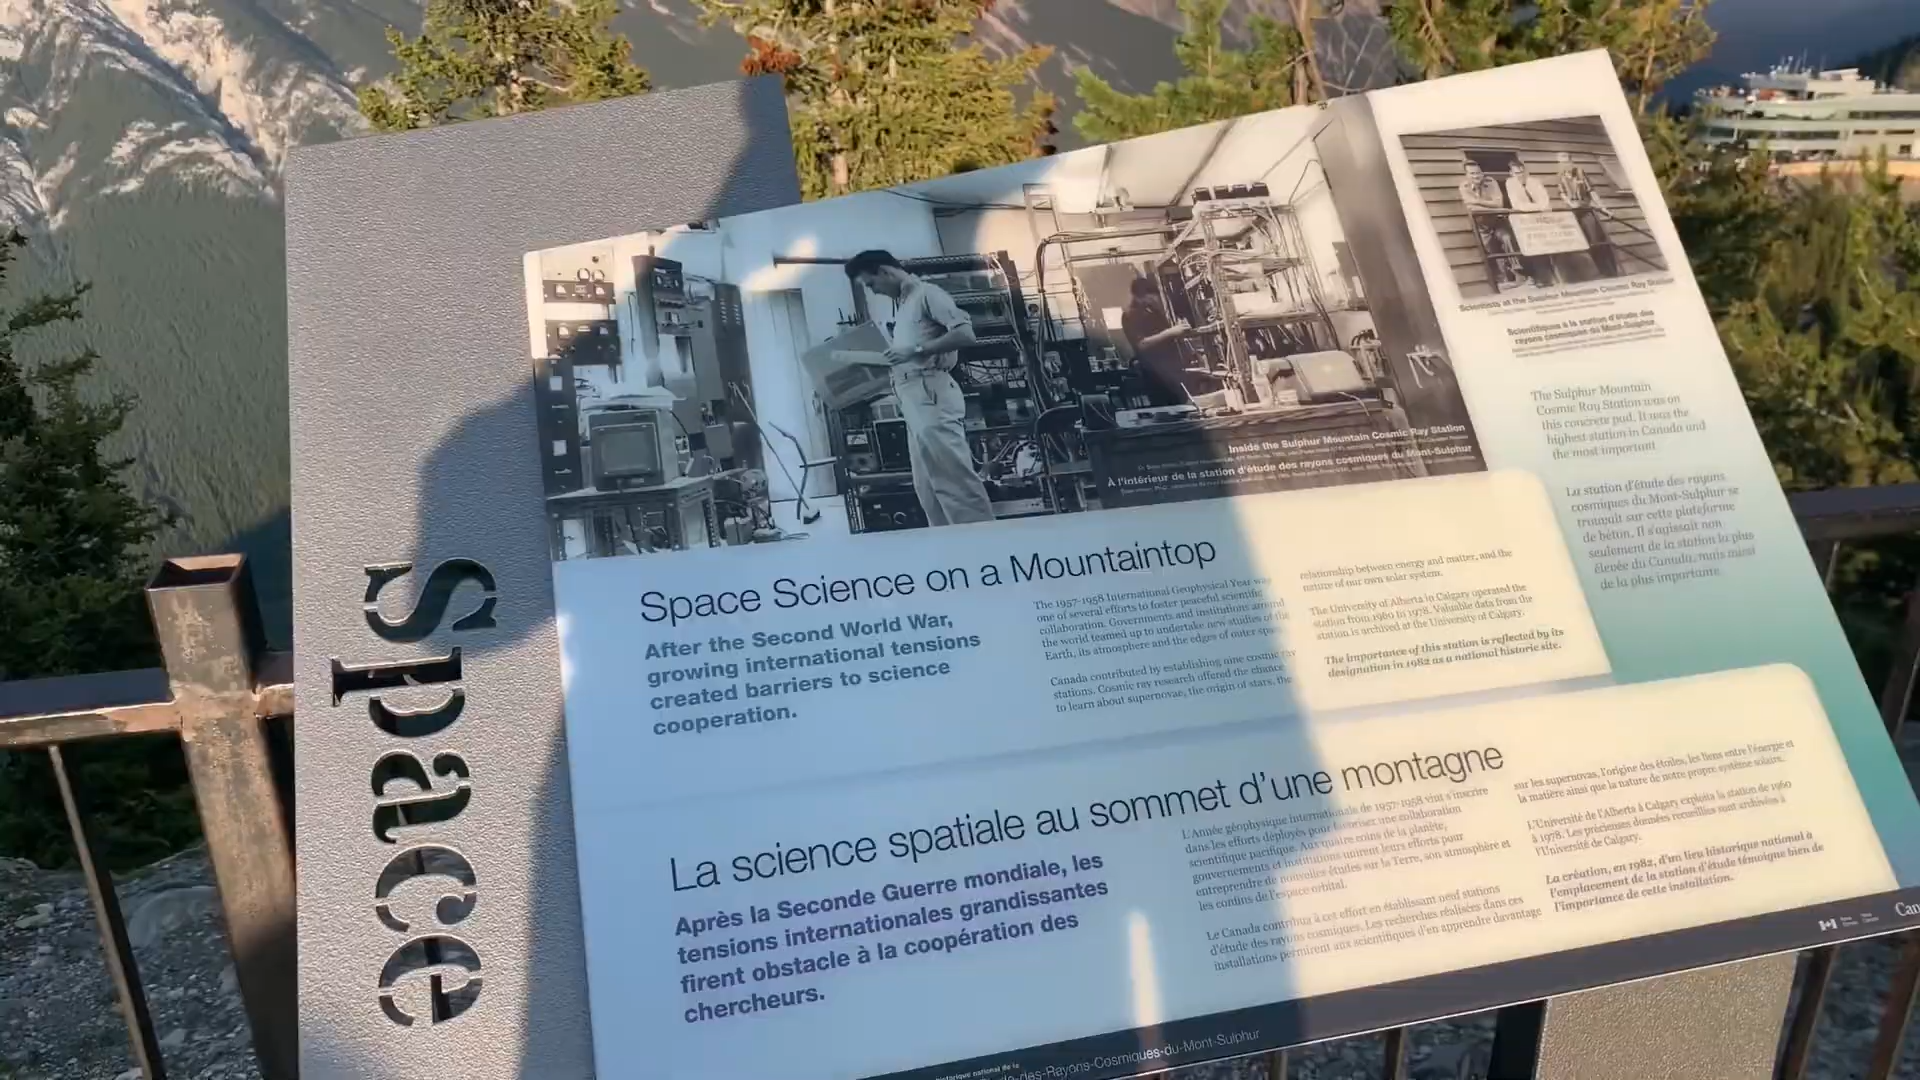 Space
Inside the Sulphur Mountain Cosmic Ray Station
À l'intérieur de la station d'étude des rayons cosmiques du Mont-Sulphur
Scientists at the Sulphur Mountain Cosmic Ray Station
Scientifiques à la station d'étude des
rayons cosmiques du Mont-Sulphur
The Sulphur Mountain
Cosmic Ray Station was on
this concrete pad. It was the
highest station in Canada and
the most important.
La station d'étude des rayons
cosmiques du Mont-Sulphur se
trouvait sur cette plateforme
de béton. Il s'agissait non
seulement de la station la plus
élevée du Canada, mais aussi
de la plus importante.
Space Science on a Mountaintop
After the Second World War,
growing international tensions
created barriers to science
cooperation.
The 1957-1958 International Geophysical Year was
one of several efforts to foster peaceful scientific
collaboration. Governments and institutions around
the world teamed up to undertake new studies of the
Earth, its atmosphere and the edges of outer space.
Canada contributed by establishing nine cosmic ray
stations. Cosmic ray research offered the chance
to learn about supernovae, the origin of stars, the
relationship between energy and matter, and the
nature of our own solar system.
The University of Alberta in Calgary operated the
station from 1960 to 1978. Valuable data from the
station is archived at the University of Calgary.
The importance of this station is reflected by its
designation in 1982 as a national historic site.
La science spatiale au sommet d'une montagne
Après la Seconde Guerre mondiale, les
tensions internationales grandissantes
firent obstacle à la coopération des
chercheurs.
L'Année géophysique internationale de 1957-1958 vint s'inscrire
dans les efforts déployés pour favoriser une collaboration
scientifique pacifique. Aux quatre coins de la planète,
gouvernements et institutions unirent leurs efforts pour
entreprendre de nouvelles études sur la Terre, son atmosphère et
les confins de l'espace orbital.
Le Canada contribua à cet effort en établissant neuf stations
d'étude des rayons cosmiques. Les recherches réalisées dans ces
installations permirent aux scientifiques d'en apprendre davantage
sur les supernovas, l'origine des étoiles, les liens entre l'énergie et
la matière ainsi que la nature de notre propre système solaire.
L'Université de l'Alberta à Calgary exploita la station de 1960
à 1978. Les précieuses données recueillies sont archivées à
l'Université de Calgary.
La création, en 1982, d'un lieu historique national à
l'emplacement de la station d'étude témoigne bien de
l'importance de cette installation.
historique national de la
-des-Rayons-Cosmiques-du-Mont-Sulphur
Parks Canada
Parcs Canada
Can